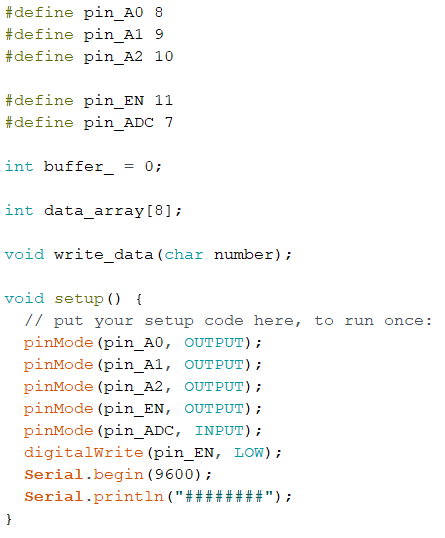 #define pin_A0 8
#define pin_A1 9
#define pin_A2 10
#define pin_EN 11
#define pin_ADC 7
int buffer_ = 0;
int data_array[8];
void write_data(char number);
void setup() {
  // put your setup code here, to run once:
  pinMode(pin_A0, OUTPUT);
  pinMode(pin_A1, OUTPUT);
  pinMode(pin_A2, OUTPUT);
  pinMode(pin_EN, OUTPUT);
  pinMode(pin_ADC, INPUT);
  digitalWrite(pin_EN, LOW);
  Serial.begin(9600);
  Serial.println("########");
}